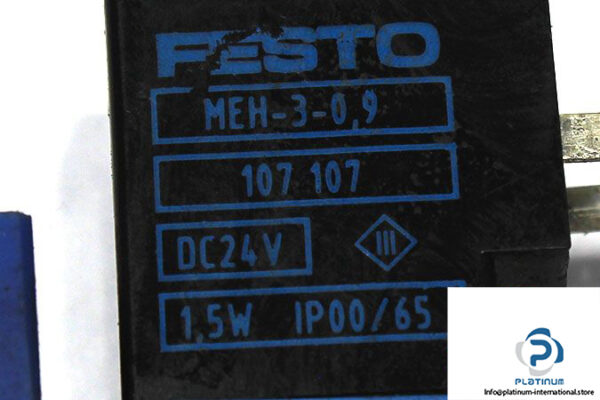 FESTO
MEH-3-0,9
107 107
DC24V III
1,5W IP00/65
PLATINUM
info@platinum-international.store